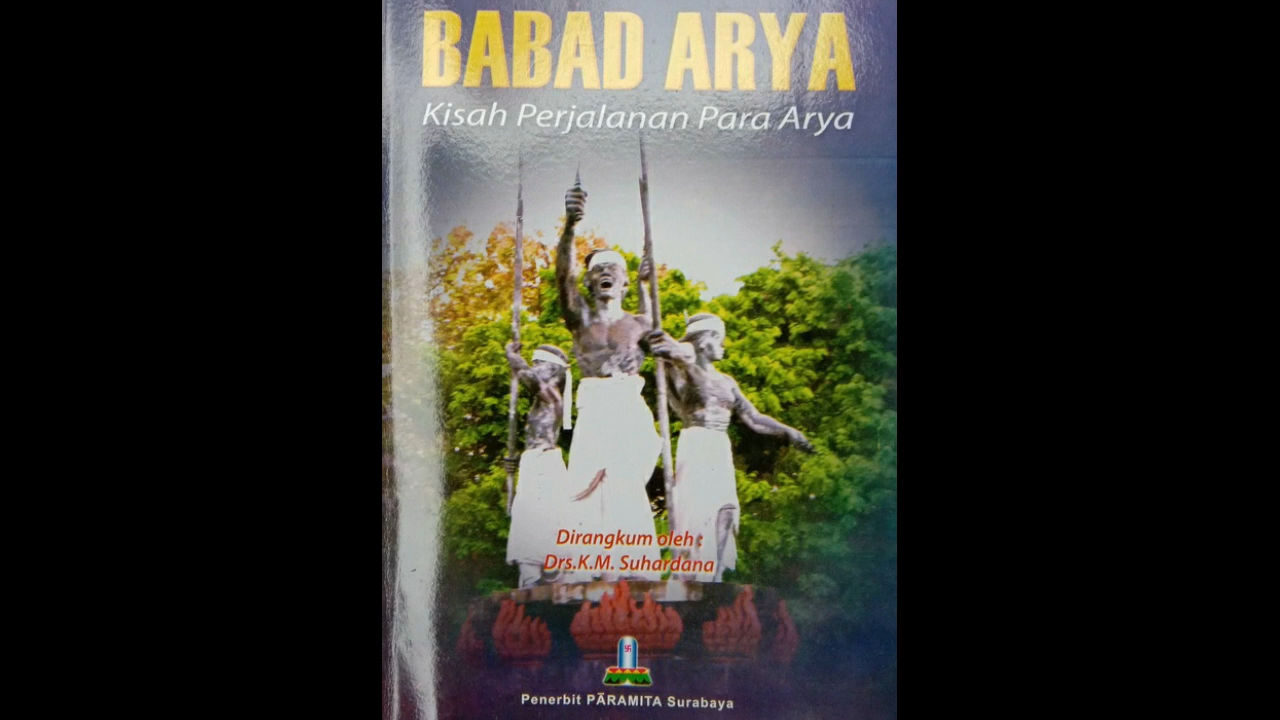 BABAD ARYA
Kisah Perjalanan Para Arya
Dirangkum oleh :
Drs.K.M. Suhardana
Penerbit PĀRAMITA Surabaya